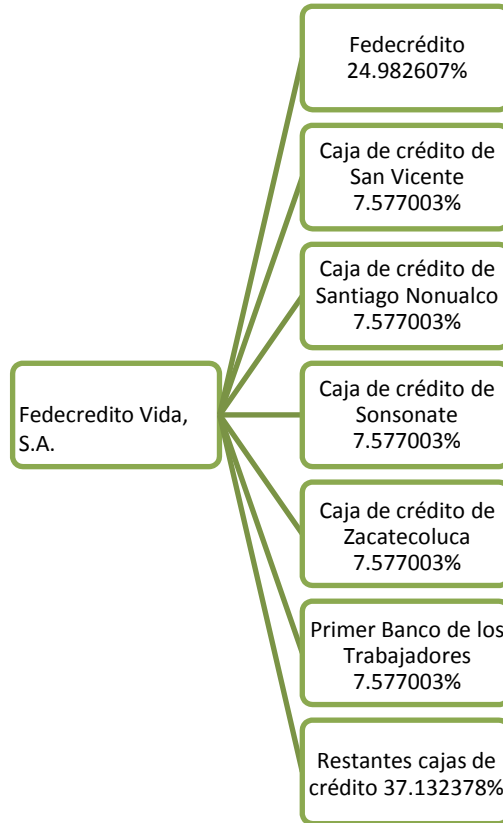 Fedecrédito
24.982607%
Caja de crédito de
San Vicente
7.577003%
Caja de crédito de
Santiago Nonualco
7.577003%
Fedecredito Vida,
S.A.
Caja de crédito de
Sonsonate
7.577003%
Caja de crédito de
Zacatecoluca
7.577003%
Primer Banco de los
Trabajadores
7.577003%
Restantes cajas de
crédito 37.132378%